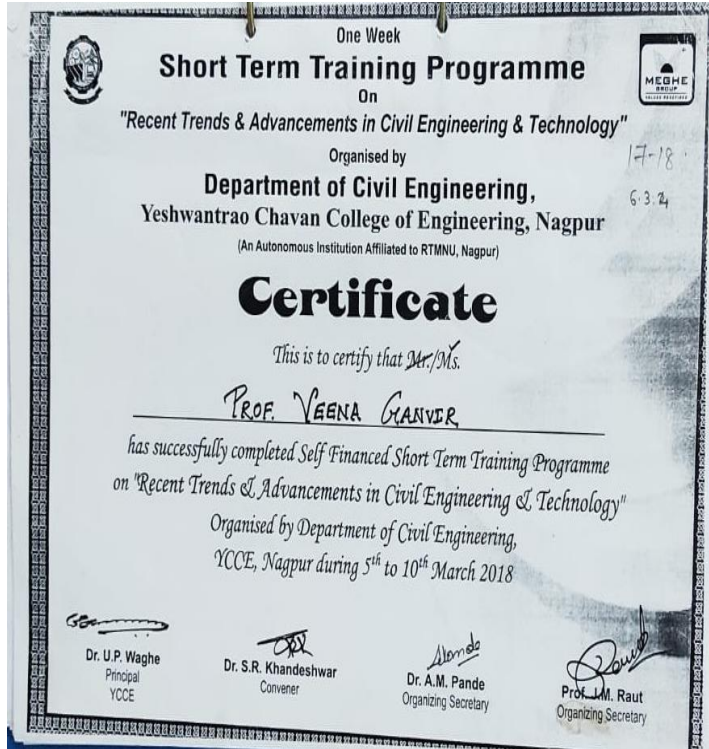 One Week
Short Term Training Programme
On
"Recent Trends & Advancements in Civil Engineering & Technology"
Organised by
Department of Civil Engineering,
Yeshwantrao Chavan College of Engineering, Nagpur
(An Autonomous Institution Affiliated to RTMNU, Nagpur)
MEGHE
GROUP
17-18
6.3.24
Certificate
This is to certify that Mr./Ms.
PROF. VEENA GANVIR
has successfully completed Self Financed Short Term Training Programme
on "Recent Trends & Advancements in Civil Engineering & Technology"
Organised by Department of Civil Engineering,
YCCE, Nagpur during 5th to 10th March 2018
Dr. U.P. Waghe
Principal
YCCE
Dr. S.R. Khandeshwar
Convener
Dr. A.M. Pande
Organizing Secretary
Prof. J.M. Raut
Organizing Secretary